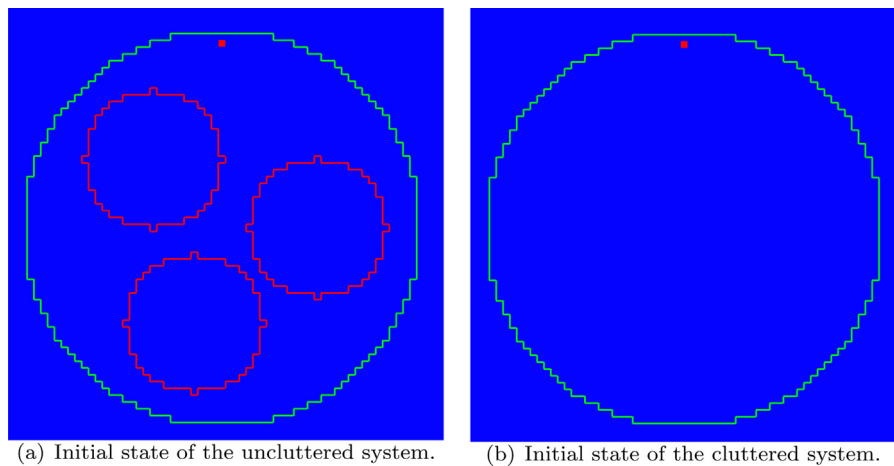 (a) Initial state of the uncluttered system.
(b) Initial state of the cluttered system.